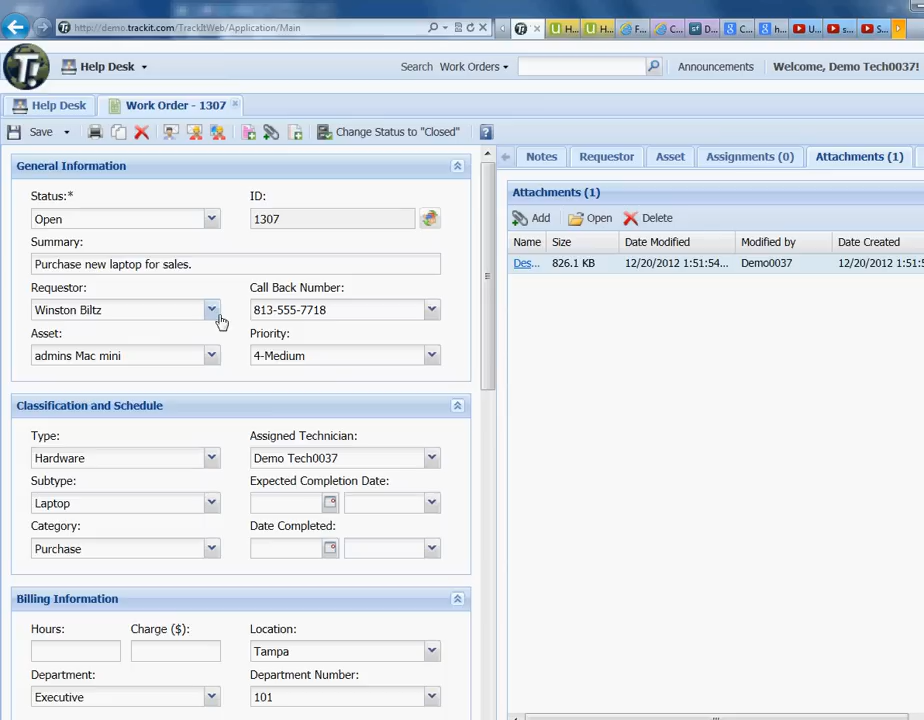 http://demo.trackit.com/TrackItWeb/Application/Main
H...
H...
F...
C...
D...
C...
h...
U...
S...
Help Desk
Search Work Orders
Announcements
Welcome, Demo Tech0037!
Help Desk
Work Order - 1307
Save
Change Status to "Closed"
General Information
Status:*
ID:
Open
1307
Summary:
Purchase new laptop for sales.
Requestor:
Call Back Number:
Winston Biltz
813-555-7718
Asset:
Priority:
admins Mac mini
4-Medium
Classification and Schedule
Type:
Assigned Technician:
Hardware
Demo Tech0037
Subtype:
Expected Completion Date:
Laptop
Category:
Date Completed:
Purchase
Billing Information
Hours:
Charge ($):
Location:
Tampa
Department:
Department Number:
Executive
101
Notes
Requestor
Asset
Assignments (0)
Attachments (1)
Attachments (1)
Add
Open
Delete
Name
Size
Date Modified
Modified by
Date Created
Des...
826.1 KB
12/20/2012 1:51:54...
Demo0037
12/20/2012 1:51:54